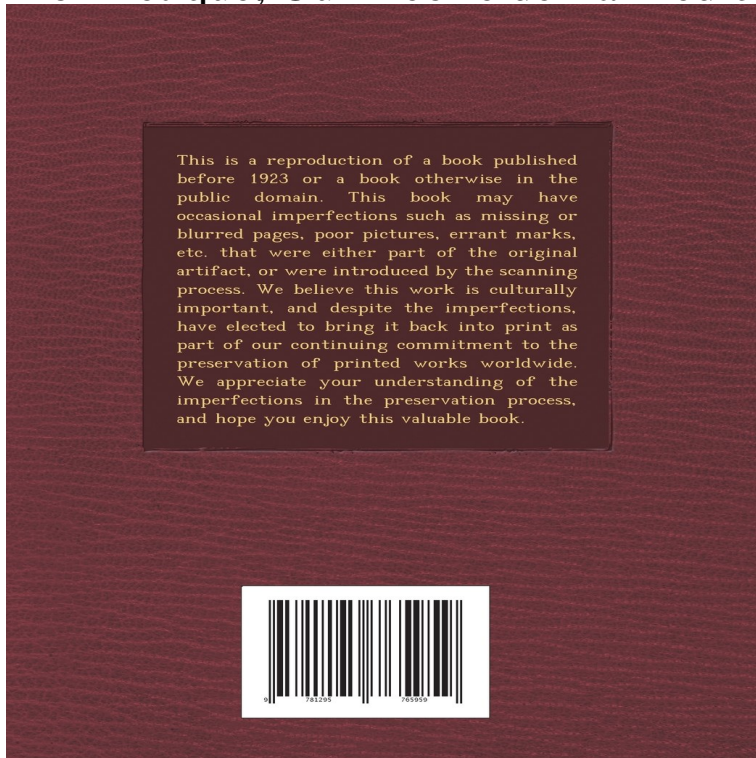 This is a reproduction of a book published
before 1923 or a book otherwise in the
public domain. This book may have
occasional imperfections such as missing or
blurred pages, poor pictures, errant marks,
etc. that were either part of the original
artifact, or were introduced by the scanning
process. We believe this work is culturally
important, and despite the imperfections,
have elected to bring it back into print as
part of our continuing commitment to the
preservation of printed works worldwide.
We appreciate your understanding of the
imperfections in the preservation process,
and hope you enjoy this valuable book.
9 781295 765959